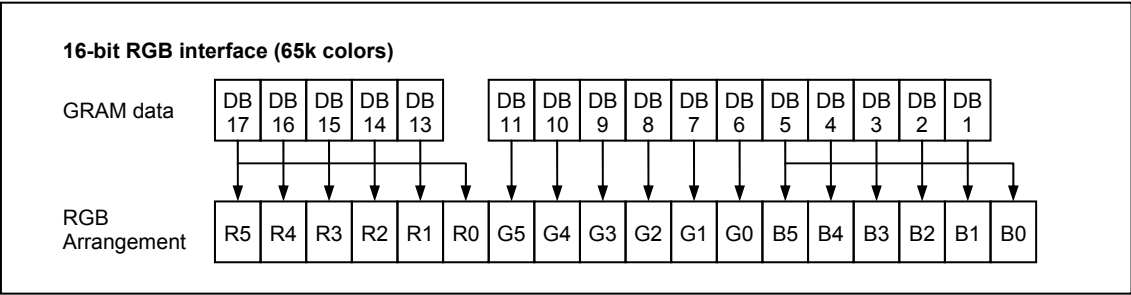 16-bit RGB interface (65k colors)
GRAM data
DB 17 DB 16 DB 15 DB 14 DB 13 DB 11 DB 10 DB 9 DB 8 DB 7 DB 6 DB 5 DB 4 DB 3 DB 2 DB 1
RGB
Arrangement
R5 R4 R3 R2 R1 R0 G5 G4 G3 G2 G1 G0 B5 B4 B3 B2 B1 B0